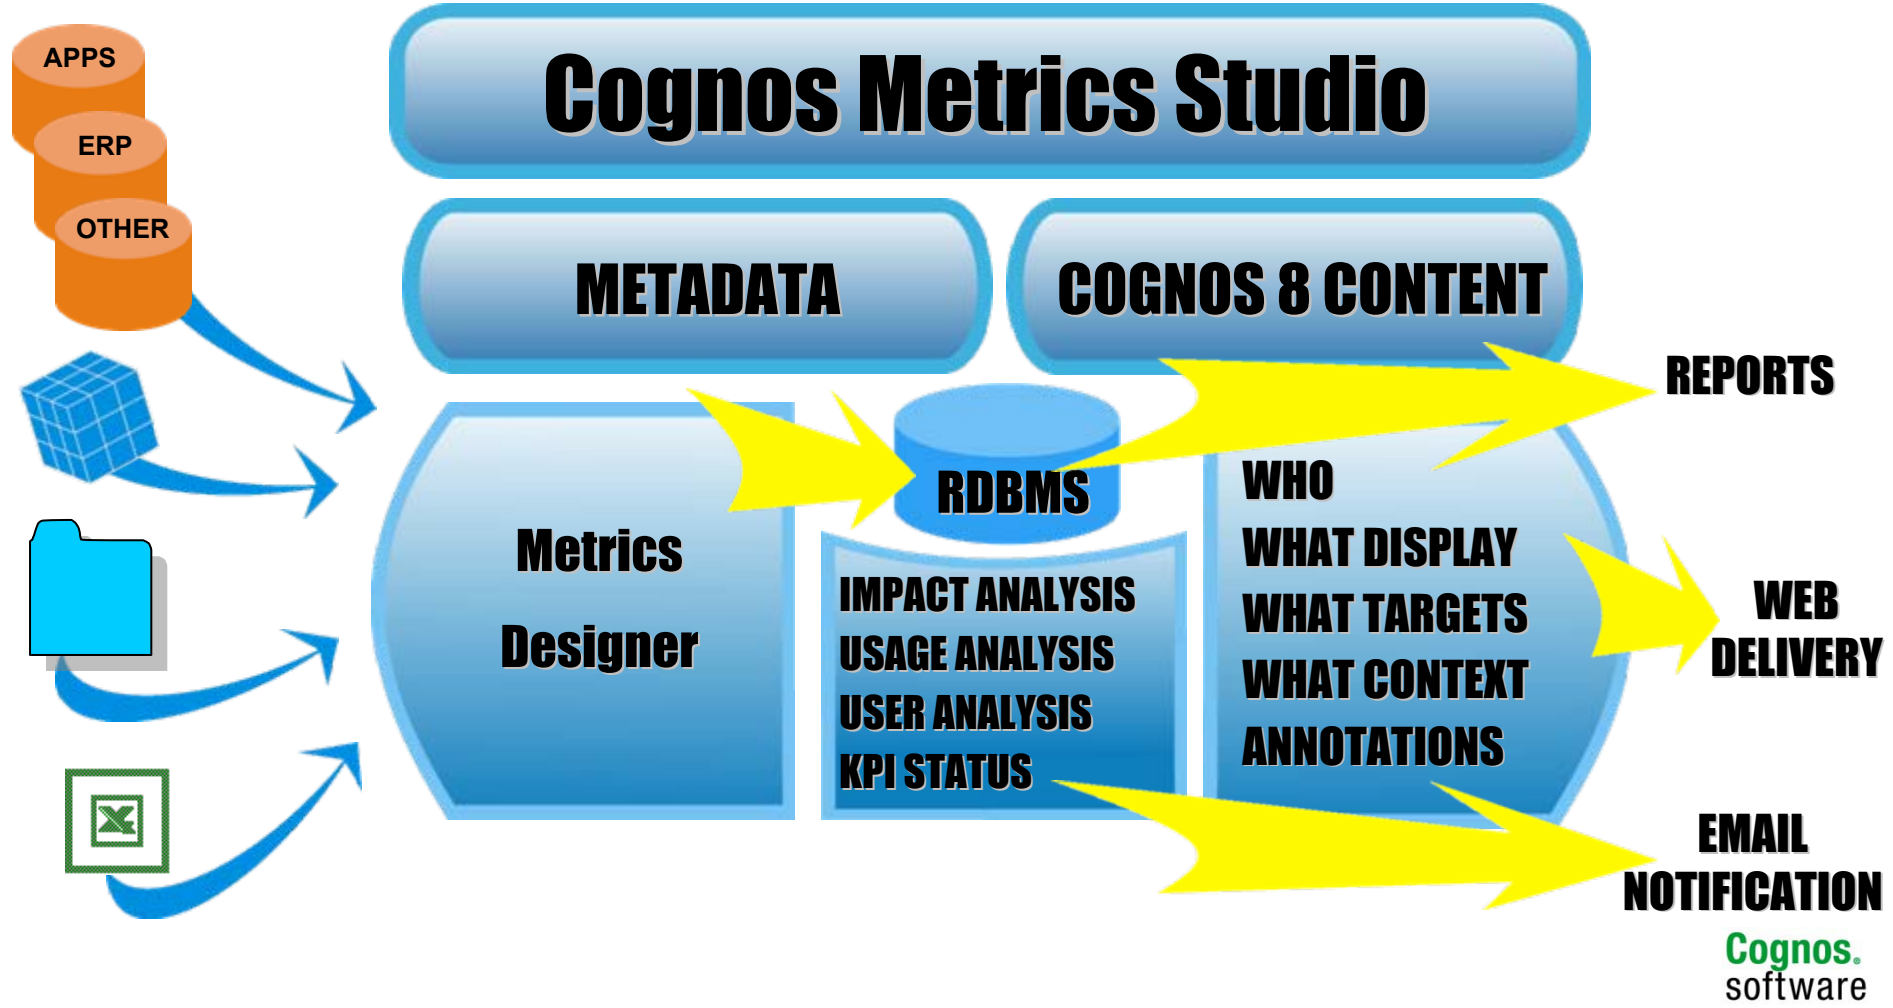 APPS
ERP
OTHER
Cognos Metrics Studio
METADATA
COGNOS 8 CONTENT
Metrics
Designer
RDBMS
IMPACT ANALYSIS
USAGE ANALYSIS
USER ANALYSIS
KPI STATUS
WHO
WHAT DISPLAY
WHAT TARGETS
WHAT CONTEXT
ANNOTATIONS
REPORTS
WEB
DELIVERY
EMAIL
NOTIFICATION
Cognos.
software